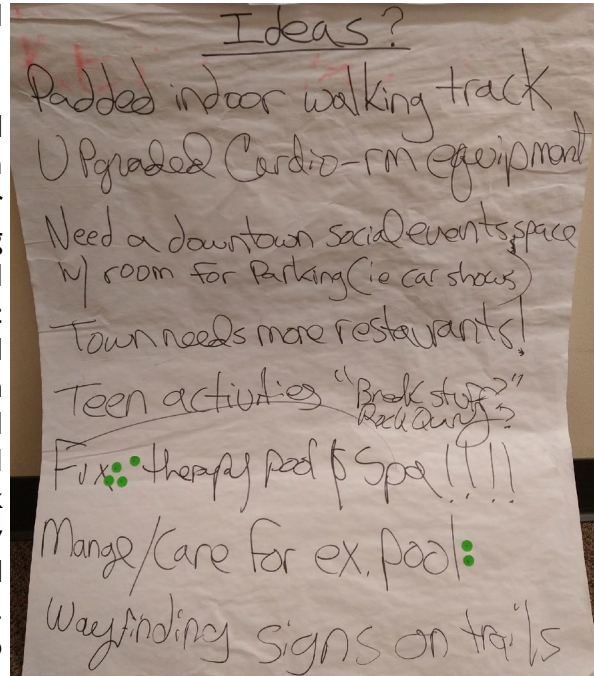 Ideas?
Padded indoor walking track
UPgraded Cardio-rm equipment
Need a downtown social events space
w/ room for Parking (ie car shows)
Town needs more restaurants!
Teen activities "Break stuff?"
Rock Quarry?
Fix therapy pool & Spa!!!!
Mange/Care for ex. pool
Wayfinding signs on trails